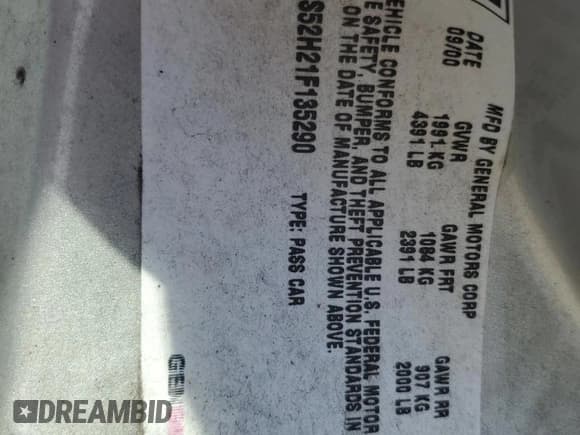 MFD BY GENERAL MOTORS CORP
DATE GVWR GAWR FRT GAWR RR
09/00 1991 KG 1084 KG 907 KG
4391 LB 2391 LB 2000 LB
VEHICLE CONFORMS TO ALL APPLICABLE U.S. FEDERAL MOTOR
E SAFETY, BUMPER, AND THEFT PREVENTION STANDARDS IN
ON THE DATE OF MANUFACTURE SHOWN ABOVE.
S52H21F135290 TYPE: PASS CAR
DREAMBID